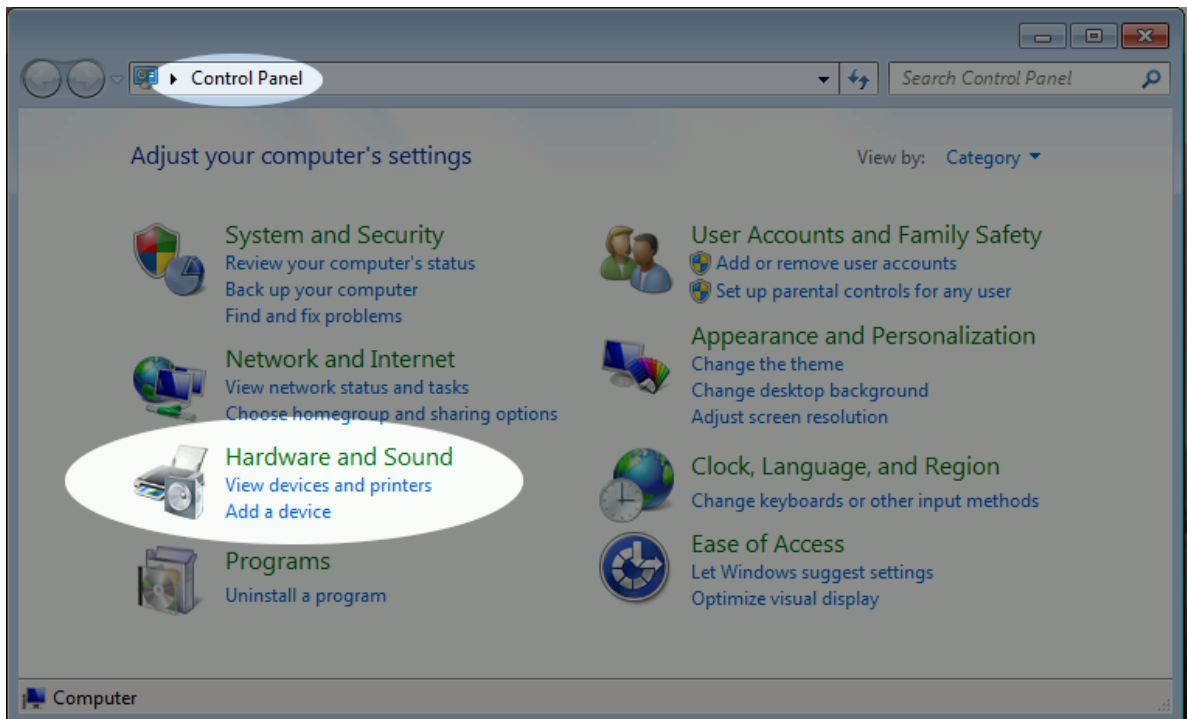 Control Panel
Search Control Panel
Adjust your computer's settings
View by: Category
System and Security
Review your computer's status
Back up your computer
Find and fix problems
Network and Internet
View network status and tasks
Choose homegroup and sharing options
Hardware and Sound
View devices and printers
Add a device
Programs
Uninstall a program
User Accounts and Family Safety
Add or remove user accounts
Set up parental controls for any user
Appearance and Personalization
Change the theme
Change desktop background
Adjust screen resolution
Clock, Language, and Region
Change keyboards or other input methods
Ease of Access
Let Windows suggest settings
Optimize visual display
Computer